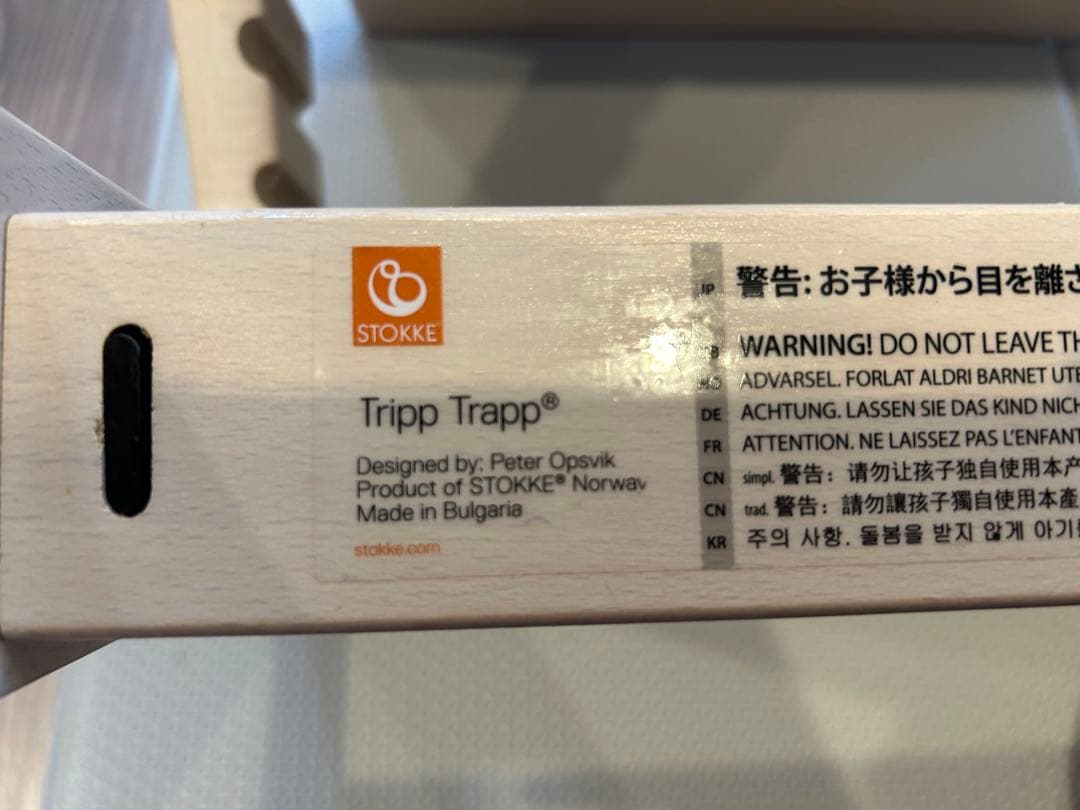 STOKKE
Tripp Trapp®
Designed by: Peter Opsvik
Product of STOKKE® Norway
Made in Bulgaria
stokke.com
JP 警告: お子様から目を離さ
WARNING! DO NOT LEAVE TH
NO ADVARSEL. FORLAT ALDRI BARNET UTE
DE ACHTUNG. LASSEN SIE DAS KIND NICH
FR ATTENTION. NE LAISSEZ PAS L'ENFANT
CN simpl. 警告：请勿让孩子独自使用本产
CN trad. 警告：請勿讓孩子獨自使用本產
KR 주의 사항. 돌봄을 받지 않게 아기